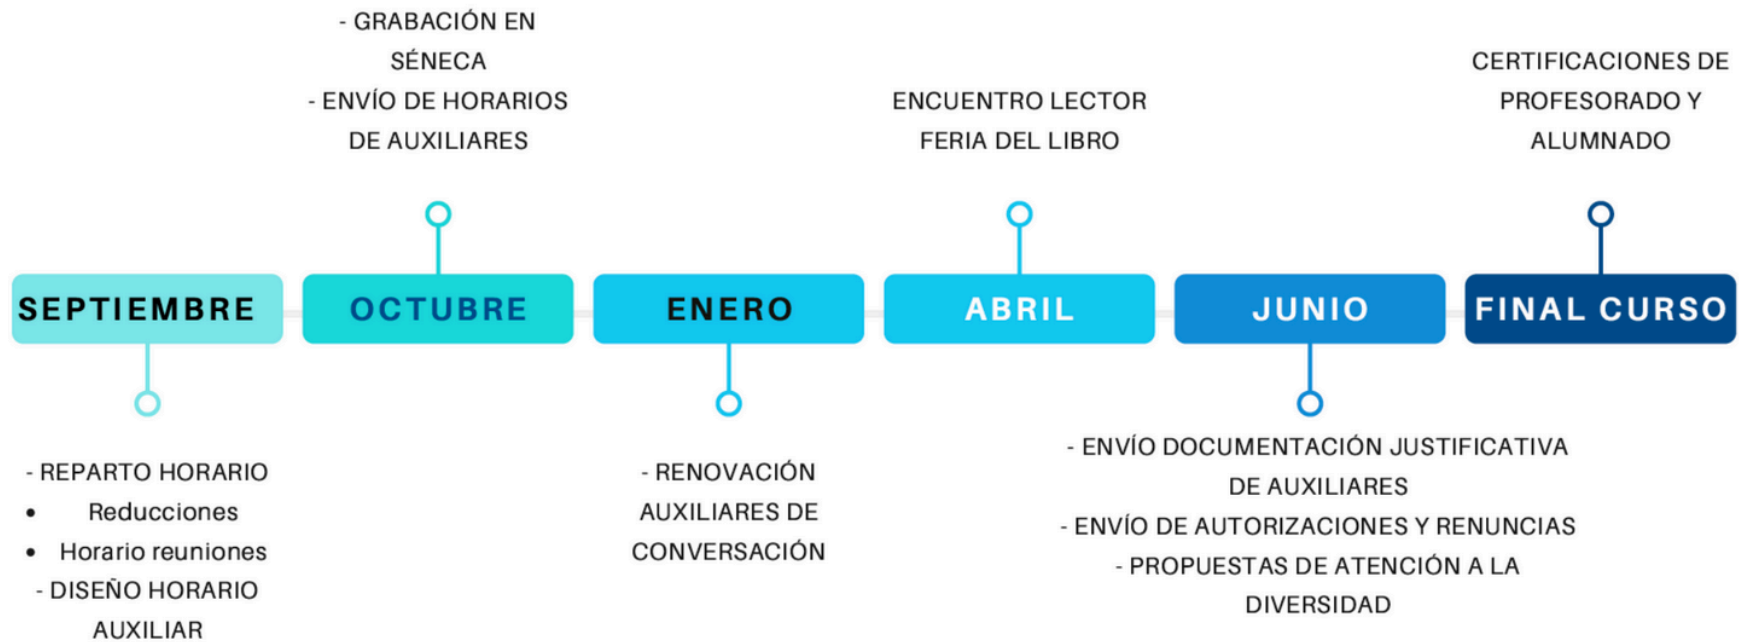 - GRABACIÓN EN
SÉNECA
- ENVÍO DE HORARIOS
DE AUXILIARES
ENCUENTRO LECTOR
FERIA DEL LIBRO
CERTIFICACIONES DE
PROFESORADO Y
ALUMNADO
SEPTIEMBRE
OCTUBRE
ENERO
ABRIL
JUNIO
FINAL CURSO
- REPARTO HORARIO
• Reducciones
• Horario reuniones
- DISEÑO HORARIO
AUXILIAR
- RENOVACIÓN
AUXILIARES DE
CONVERSACIÓN
- ENVÍO DOCUMENTACIÓN JUSTIFICATIVA
DE AUXILIARES
- ENVÍO DE AUTORIZACIONES Y RENUNCIAS
- PROPUESTAS DE ATENCIÓN A LA
DIVERSIDAD